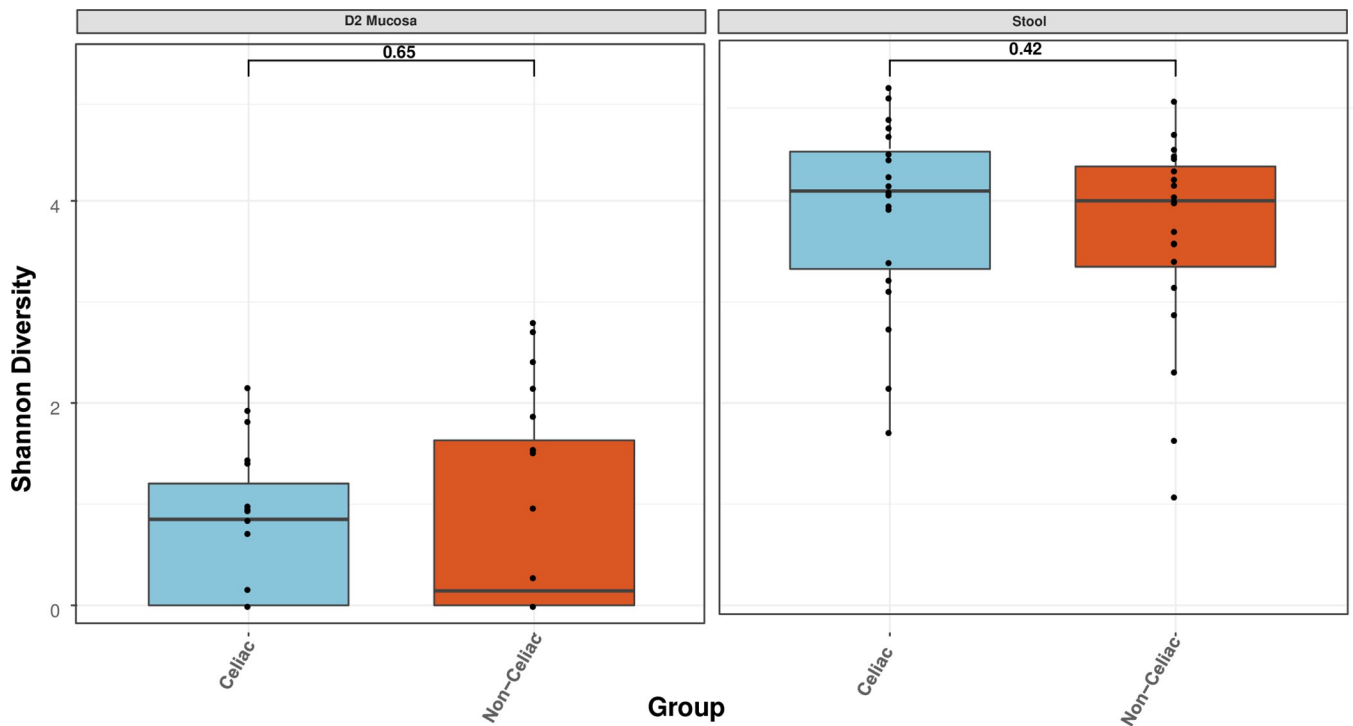 D2 Mucosa
Stool
0.65
0.42
Shannon Diversity
4
2
0
Celiac
Non−Celiac
Celiac
Non−Celiac
Group